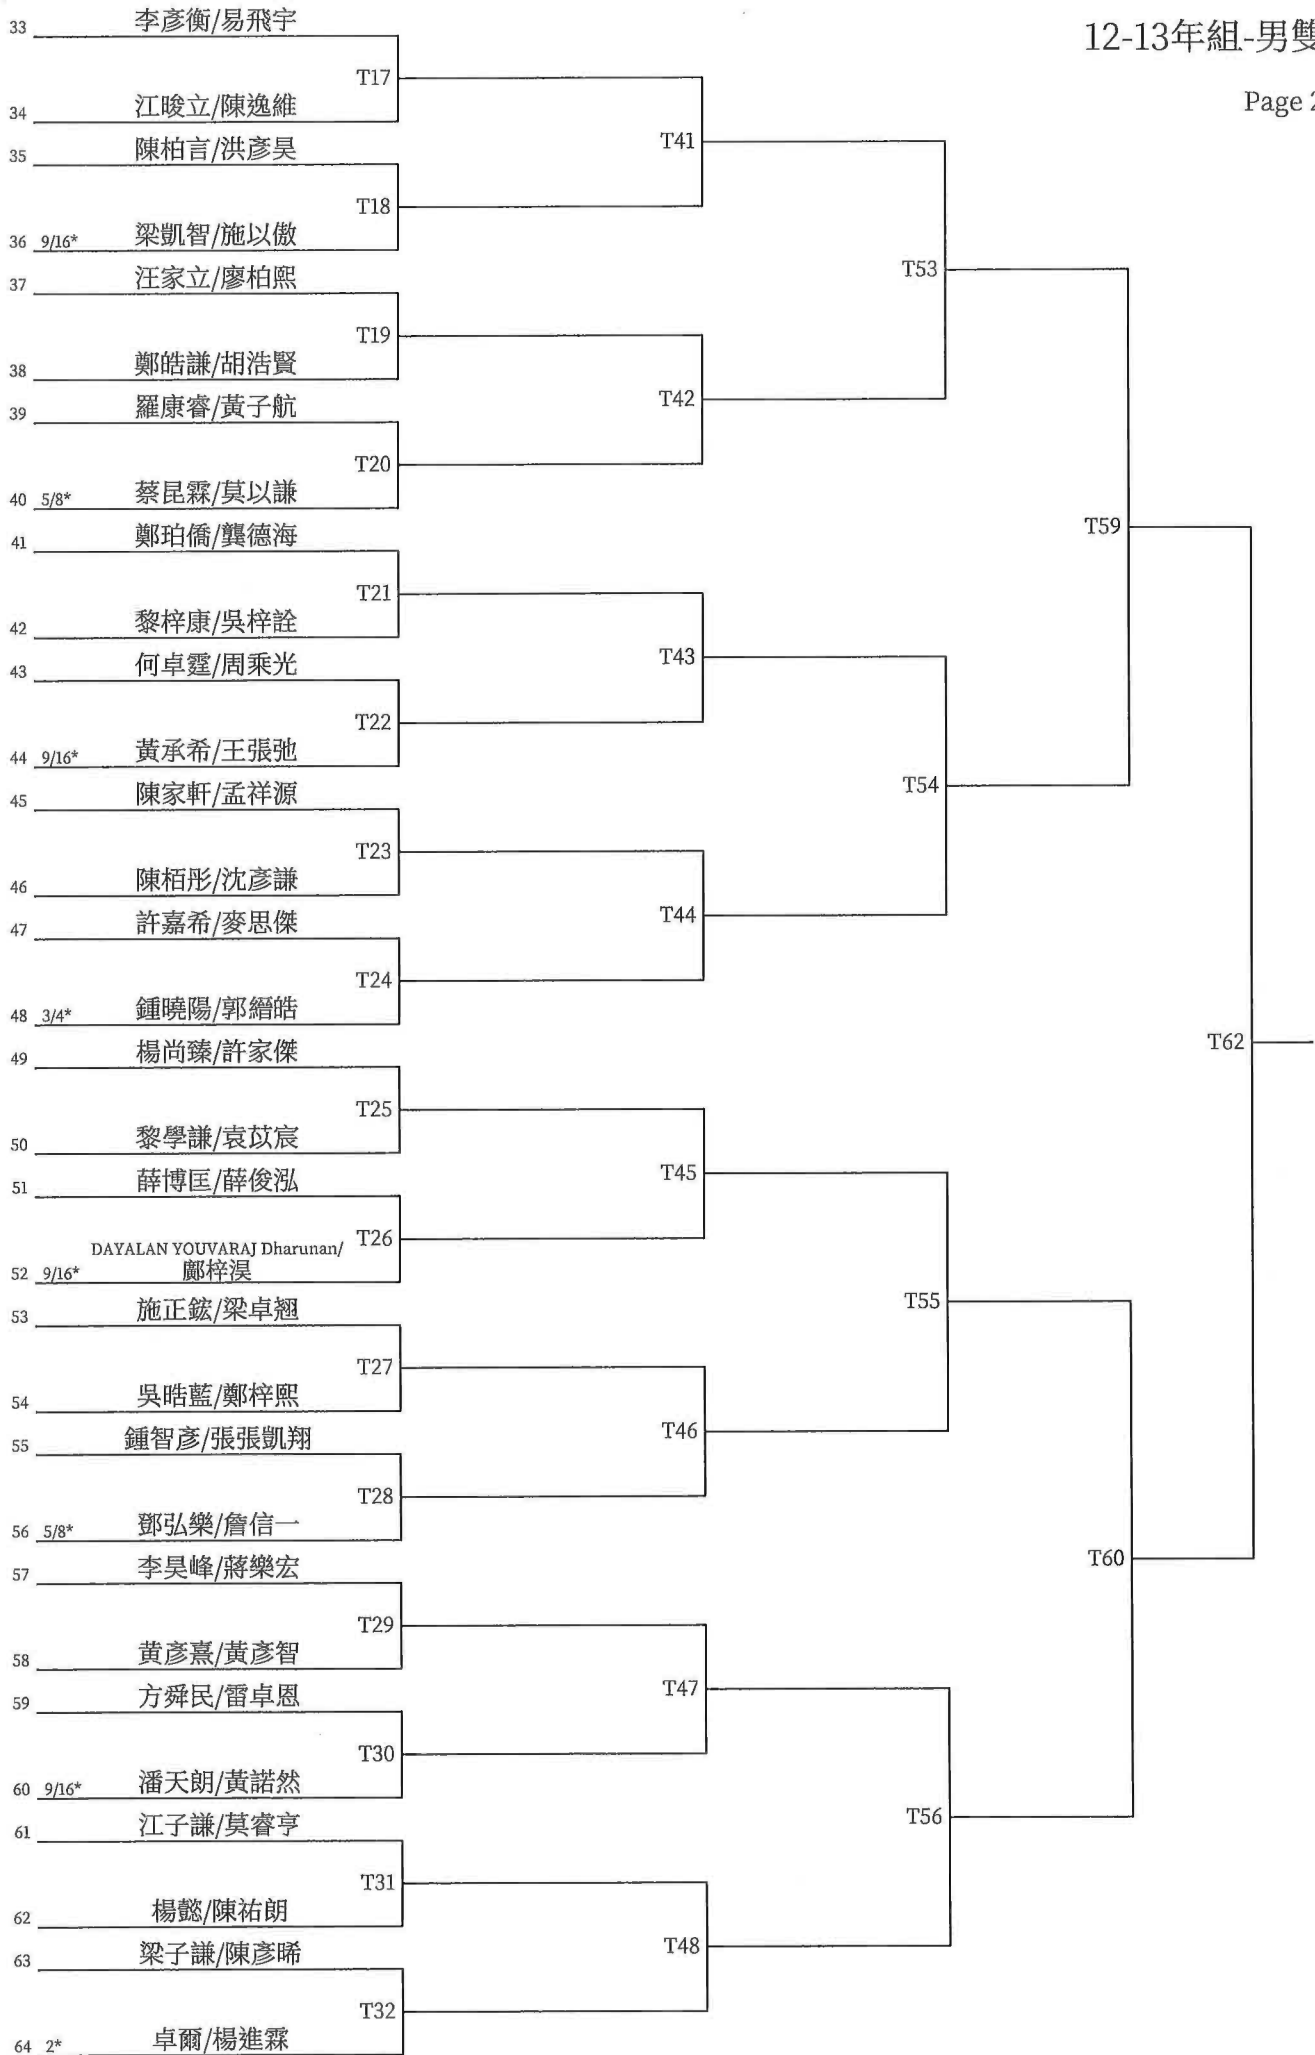 12-13年組-男雙
Page 2
33 李彥衡/易飛宇
T17
34 江晙立/陳逸維
T41
35 陳柏言/洪彥昊
T18
36 9/16* 梁凱智/施以傲
T53
37 汪家立/廖柏熙
T19
38 鄭皓謙/胡浩賢
T42
39 羅康睿/黃子航
T20
40 5/8* 蔡昆霖/莫以謙
T59
41 鄭珀僑/龔德海
T21
42 黎梓康/吳梓詮
T43
43 何卓霆/周乘光
T22
44 9/16* 黃承希/王張弛
T54
45 陳家軒/孟祥源
T23
46 陳栢彤/沈彥謙
T44
47 許嘉希/麥思傑
T24
48 3/4* 鍾曉陽/郭縉皓
T62
49 楊尚臻/許家傑
T25
50 黎學謙/袁苡宸
T45
51 薛博匡/薛俊泓
T26
DAYALAN YOUVARAJ Dharunan/
52 9/16* 鄺梓淏
T55
53 施正鋐/梁卓翹
T27
54 吳晧藍/鄭梓熙
T46
55 鍾智彥/張張凱翔
T28
56 5/8* 鄧弘樂/詹信一
T60
57 李昊峰/蔣樂宏
T29
58 黃彥熹/黃彥智
T47
59 方舜民/雷卓恩
T30
60 9/16* 潘天朗/黃諾然
T56
61 江子謙/莫睿亨
T31
62 楊懿/陳祐朗
T48
63 梁子謙/陳彥晞
T32
64 2* 卓爾/楊進霖